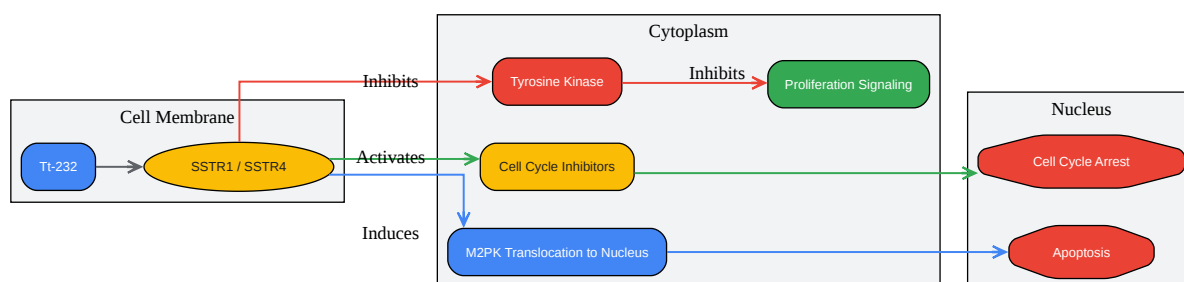 Cytoplasm
Inhibits
Tyrosine Kinase
Inhibits
Proliferation Signaling
Cell Membrane
Nucleus
Tt-232
SSTR1 / SSTR4
Activates
Cell Cycle Inhibitors
Cell Cycle Arrest
Induces
M2PK Translocation to Nucleus
Apoptosis